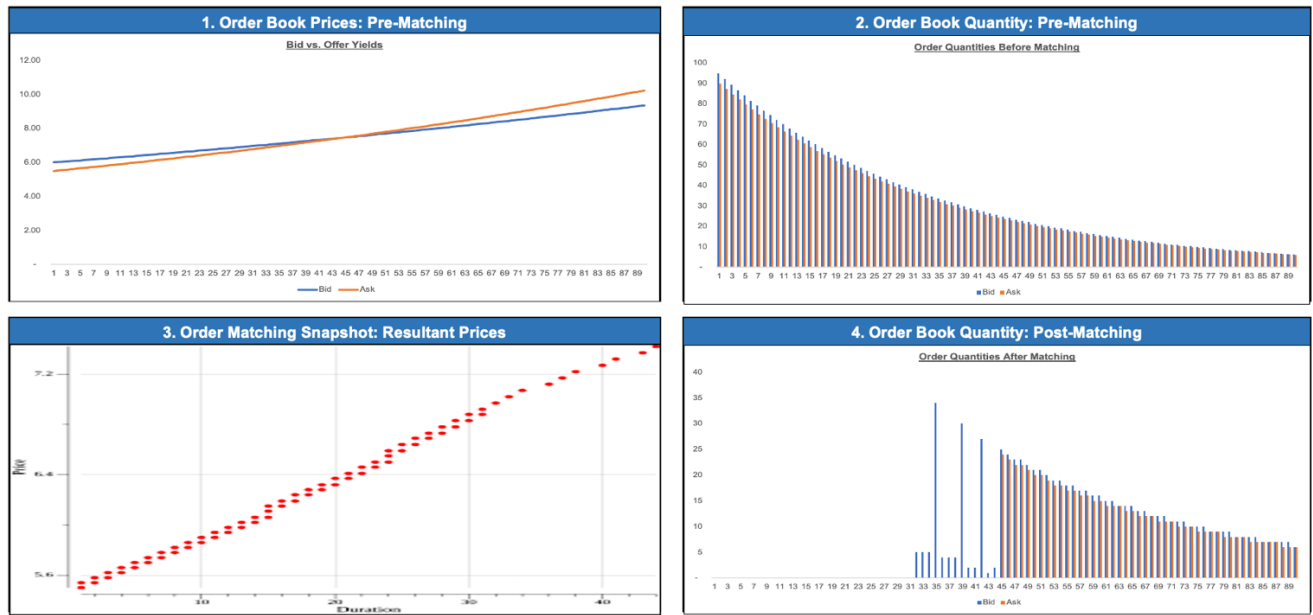 1. Order Book Prices: Pre-Matching
Bid vs. Offer Yields
12.00
10.00
8.00
6.00
4.00
2.00
-
1 3 5 7 9 11 13 15 17 19 21 23 25 27 29 31 33 35 37 39 41 43 45 47 49 51 53 55 57 59 61 63 65 67 69 71 73 75 77 79 81 83 85 87 89
Bid Ask
2. Order Book Quantity: Pre-Matching
Order Quantities Before Matching
100
90
80
70
60
50
40
30
20
10
-
1 3 5 7 9 11 13 15 17 19 21 23 25 27 29 31 33 35 37 39 41 43 45 47 49 51 53 55 57 59 61 63 65 67 69 71 73 75 77 79 81 83 85 87 89
Bid Ask
3. Order Matching Snapshot: Resultant Prices
7.2
Price
6.4
5.6
10 20 30 40
Duration
4. Order Book Quantity: Post-Matching
Order Quantities After Matching
40
35
30
25
20
15
10
5
-
1 3 5 7 9 11 13 15 17 19 21 23 25 27 29 31 33 35 37 39 41 43 45 47 49 51 53 55 57 59 61 63 65 67 69 71 73 75 77 79 81 83 85 87 89
Bid Ask